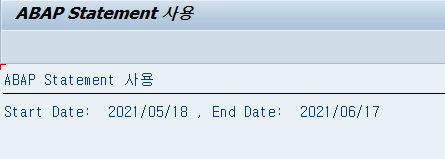 ABAP Statement 사용
ABAP Statement 사용
Start Date: 2021/05/18 , End Date: 2021/06/17